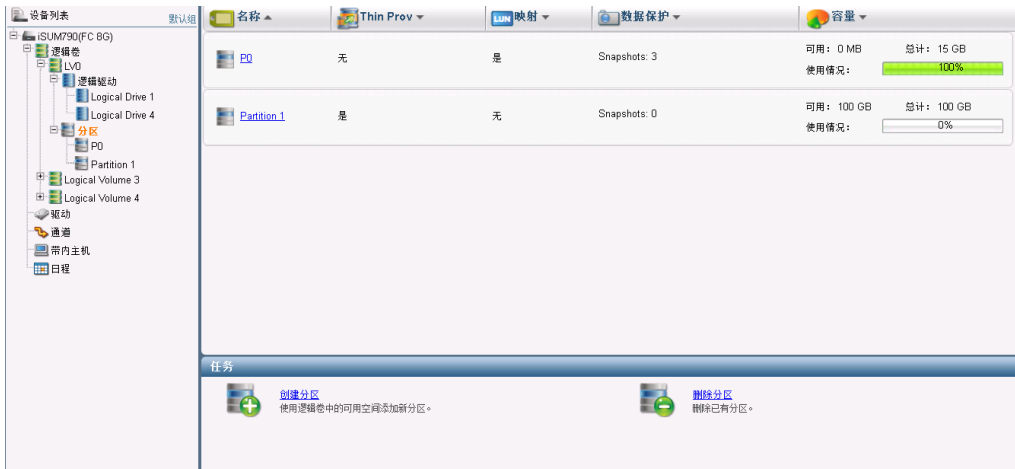 设备列表 默认组
iSUM790(FC 8G)
逻辑卷
LV0
逻辑驱动
Logical Drive 1
Logical Drive 4
分区
P0
Partition 1
Logical Volume 3
Logical Volume 4
驱动
通道
带内主机
日程
名称 Thin Prov LUN 映射 数据保护 容量
P0 无 是 Snapshots: 3 可用: 0 MB 总计: 15 GB
使用情况: 100%
Partition 1 是 无 Snapshots: 0 可用: 100 GB 总计: 100 GB
使用情况: 0%
任务
创建分区
使用逻辑卷中的可用空间添加新分区。
删除分区
删除已有分区。